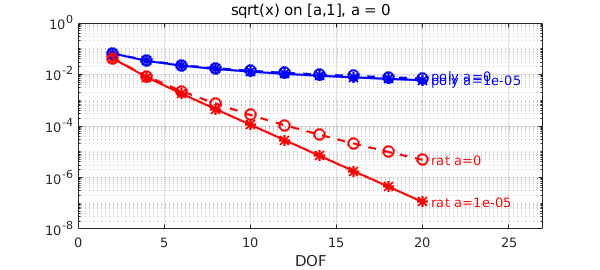 sqrt(x) on [a,1], a = 0
10^0
10^-2
10^-4
10^-6
10^-8
poly a=0
poly a=1e-05
rat a=0
rat a=1e-05
0 5 10 15 20 25
DOF